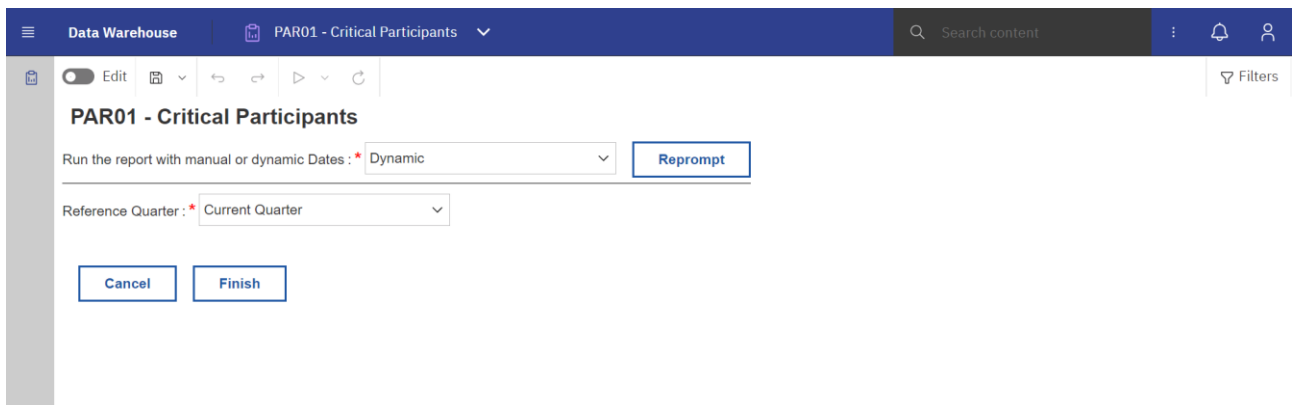 Data Warehouse PAR01 - Critical Participants Search content
Edit Filters
PAR01 - Critical Participants
Run the report with manual or dynamic Dates : * Dynamic Reprompt
Reference Quarter : * Current Quarter
Cancel Finish